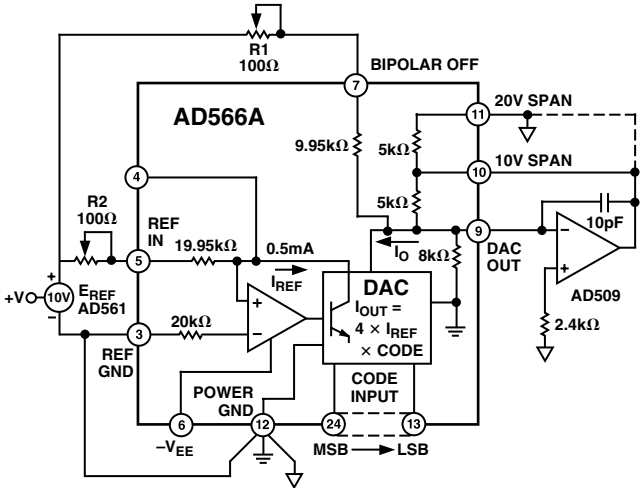 R1
100Ω
BIPOLAR OFF
7
AD566A
11
20V SPAN
9.95kΩ
5kΩ
10
10V SPAN
4
R2
100Ω
REF
IN
5kΩ
10pF
5
19.95kΩ
0.5mA
9
DAC
OUT
IO
8kΩ
+V
10V
+
−
EREF
AD561
IREF
+
−
DAC
IOUT =
4 × IREF
× CODE
−
+
AD509
3
20kΩ
2.4kΩ
REF
GND
POWER
GND
CODE
INPUT
6
12
24
13
−VEE
MSB
LSB